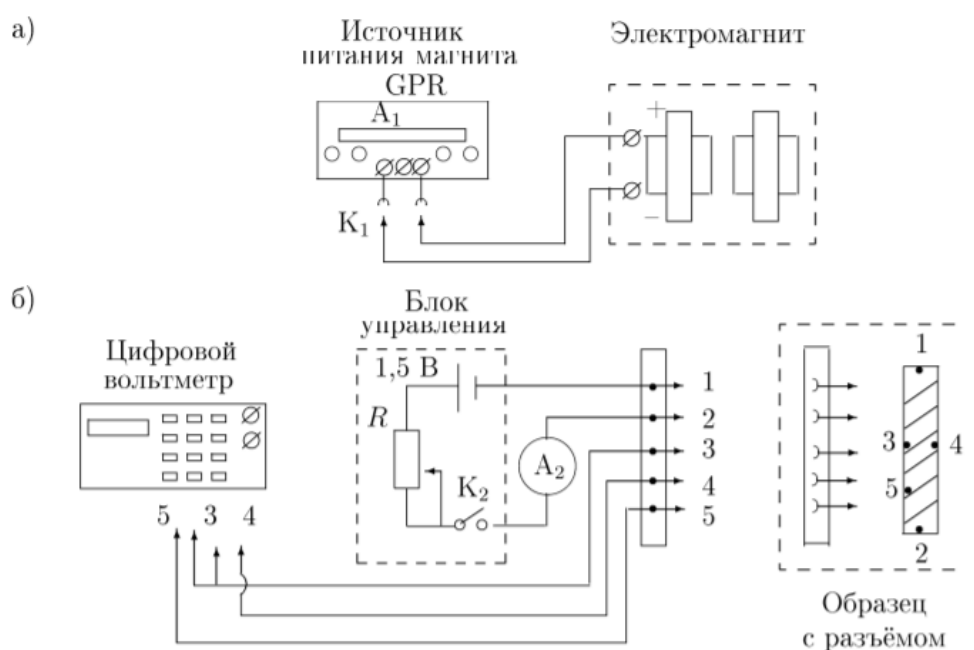 а)
Источник
питания магнита
GPR
A₁
K₁
Электромагнит
+
−
б)
Цифровой
вольтметр
5 3 4
Блок
управления
1,5 В
R
K₂
A₂
1
2
3
4
5
1
3
4
5
2
Образец
с разъёмом